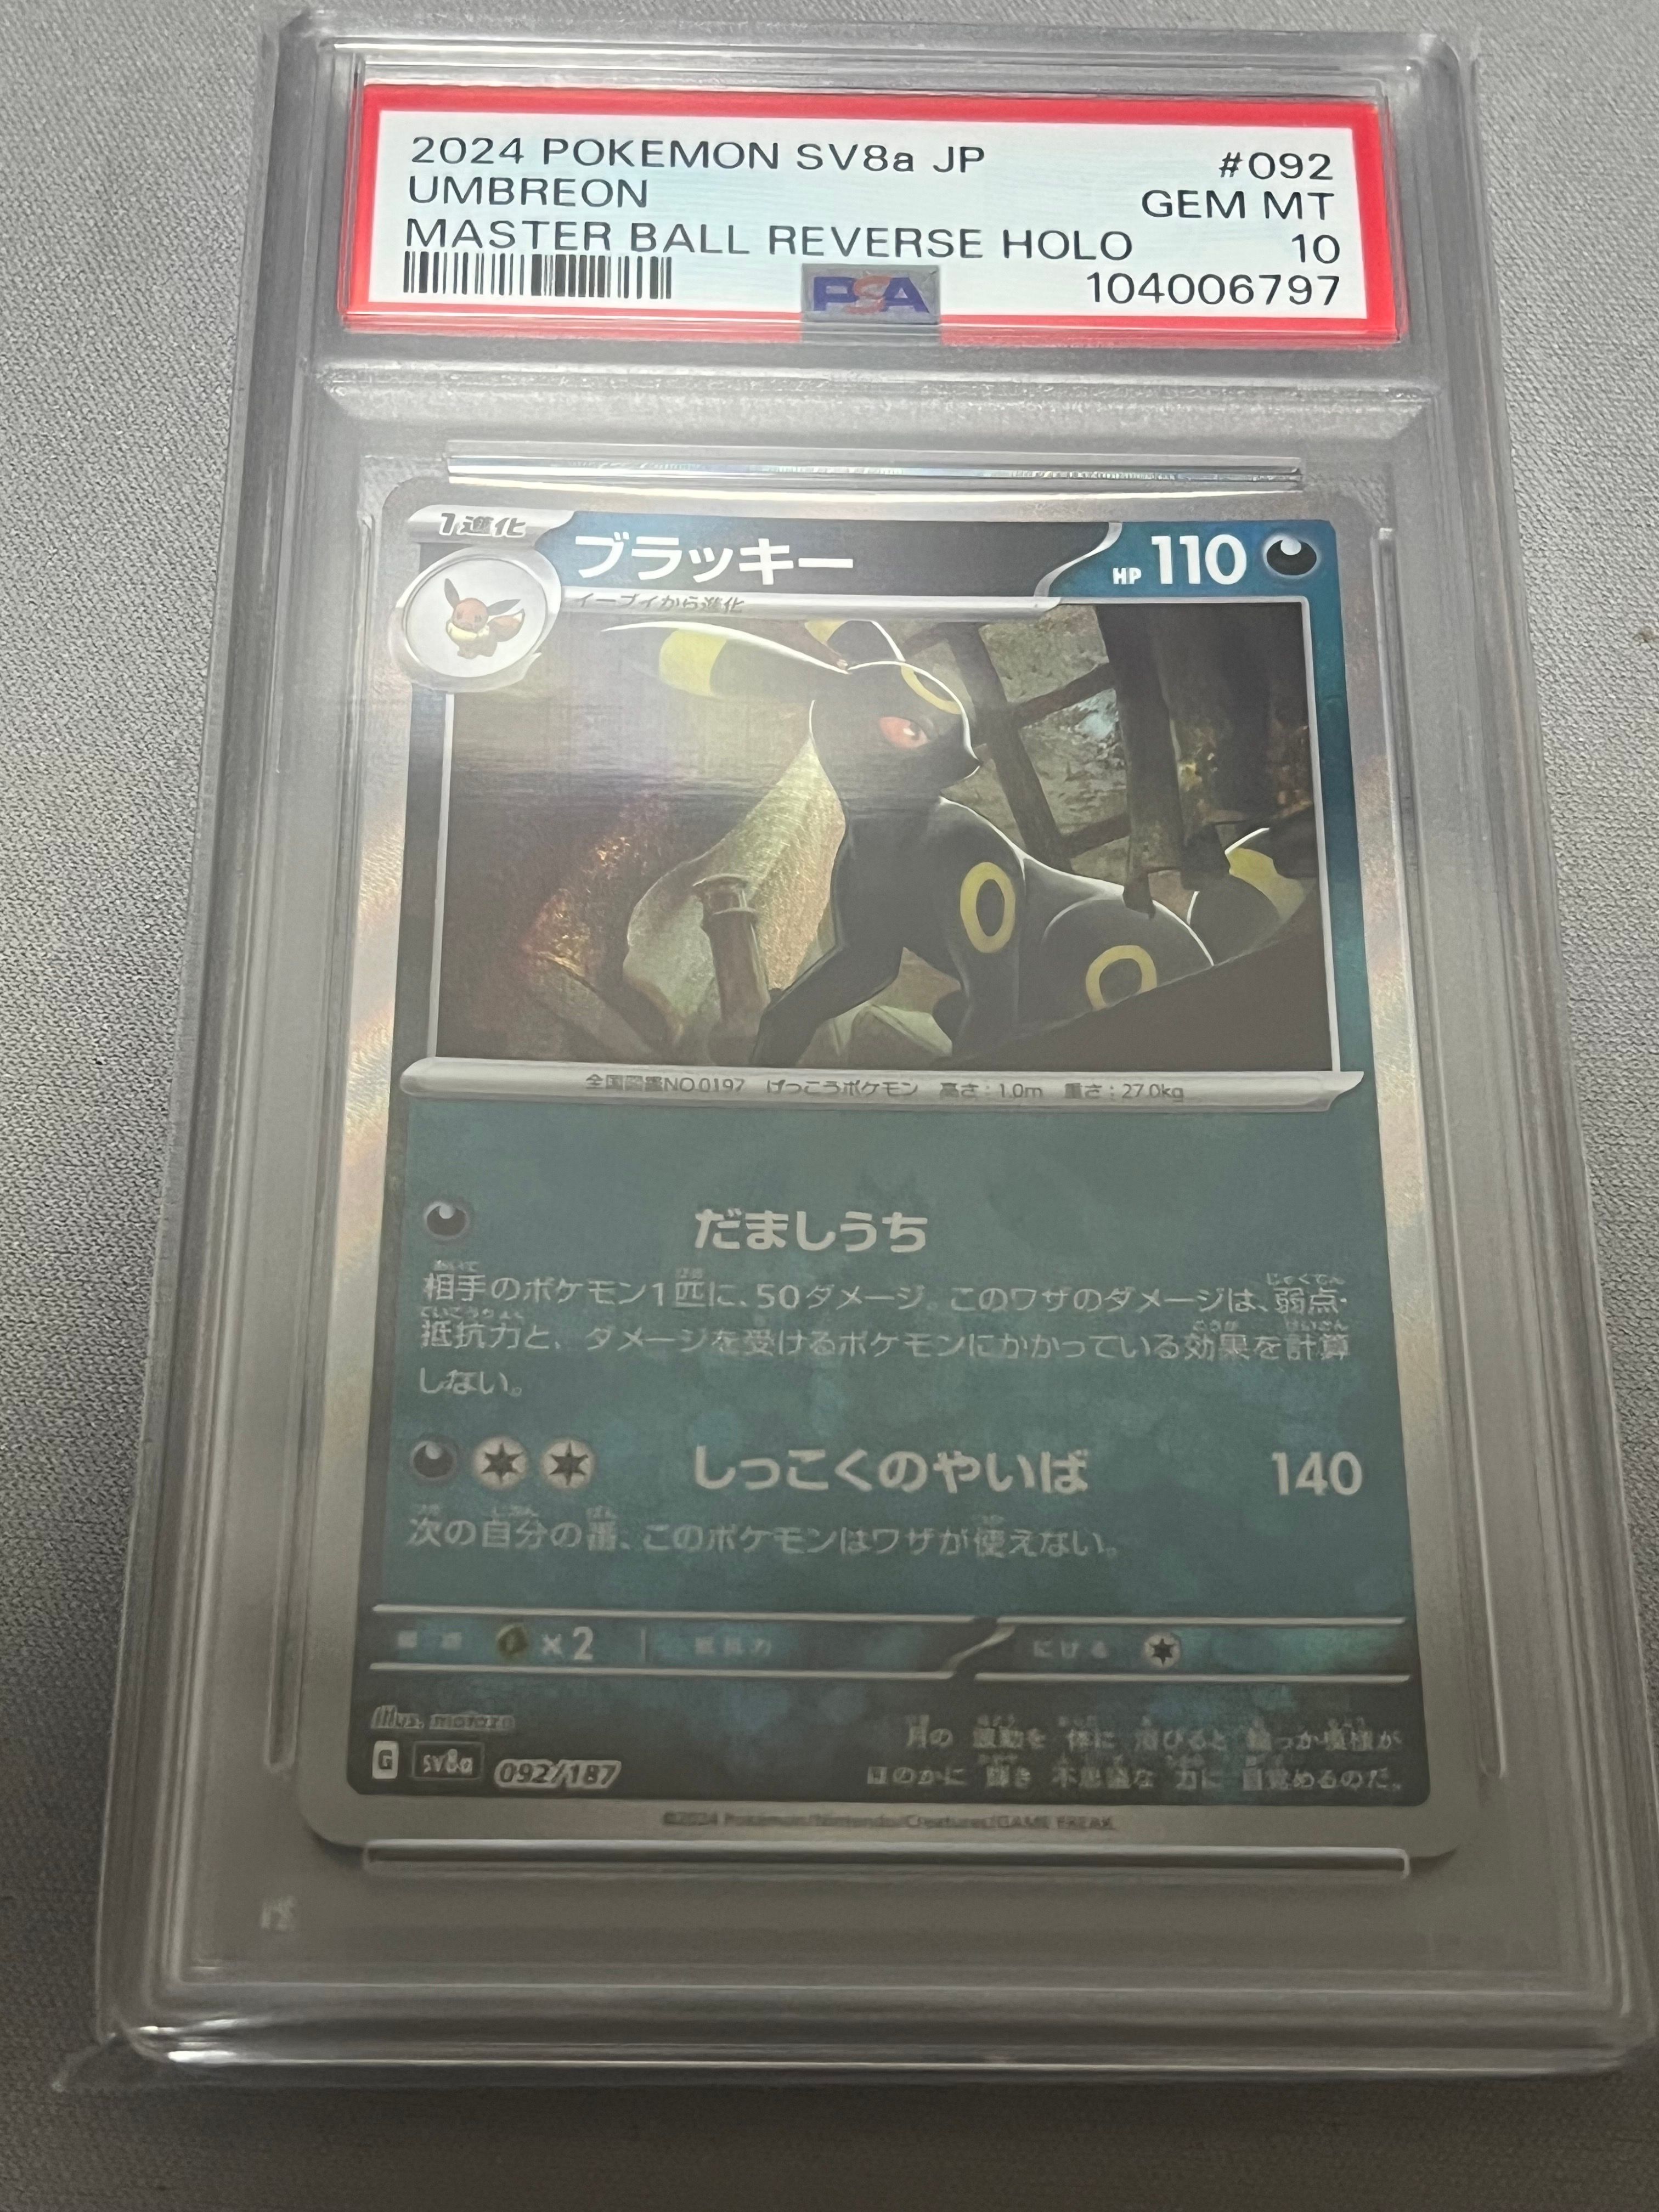 2024 POKEMON SV8a JP #092
UMBREON GEM MT
MASTER BALL REVERSE HOLO 10
PSA 104006797
1進化 ブラッキー HP 110
イーブイから進化
全国図鑑NO.0197 げっこうポケモン 高さ:1.0m 重さ:27.0kg
だましうち
相手のポケモン1匹に、50ダメージ。このワザのダメージは、弱点・
抵抗力と、ダメージを受けるポケモンにかかっている効果を計算
しない。
しっこくのやいば 140
次の自分の番、このポケモンはワザが使えない。
×2 にげる
illus.
月の 波動を 体に 浴びると 輪っか模様が
G sv8a 092/187 ほのかに 輝き 不思議な 力に 目覚めるのだ。
©2024 Pokémon/Nintendo/Creatures/GAME FREAK